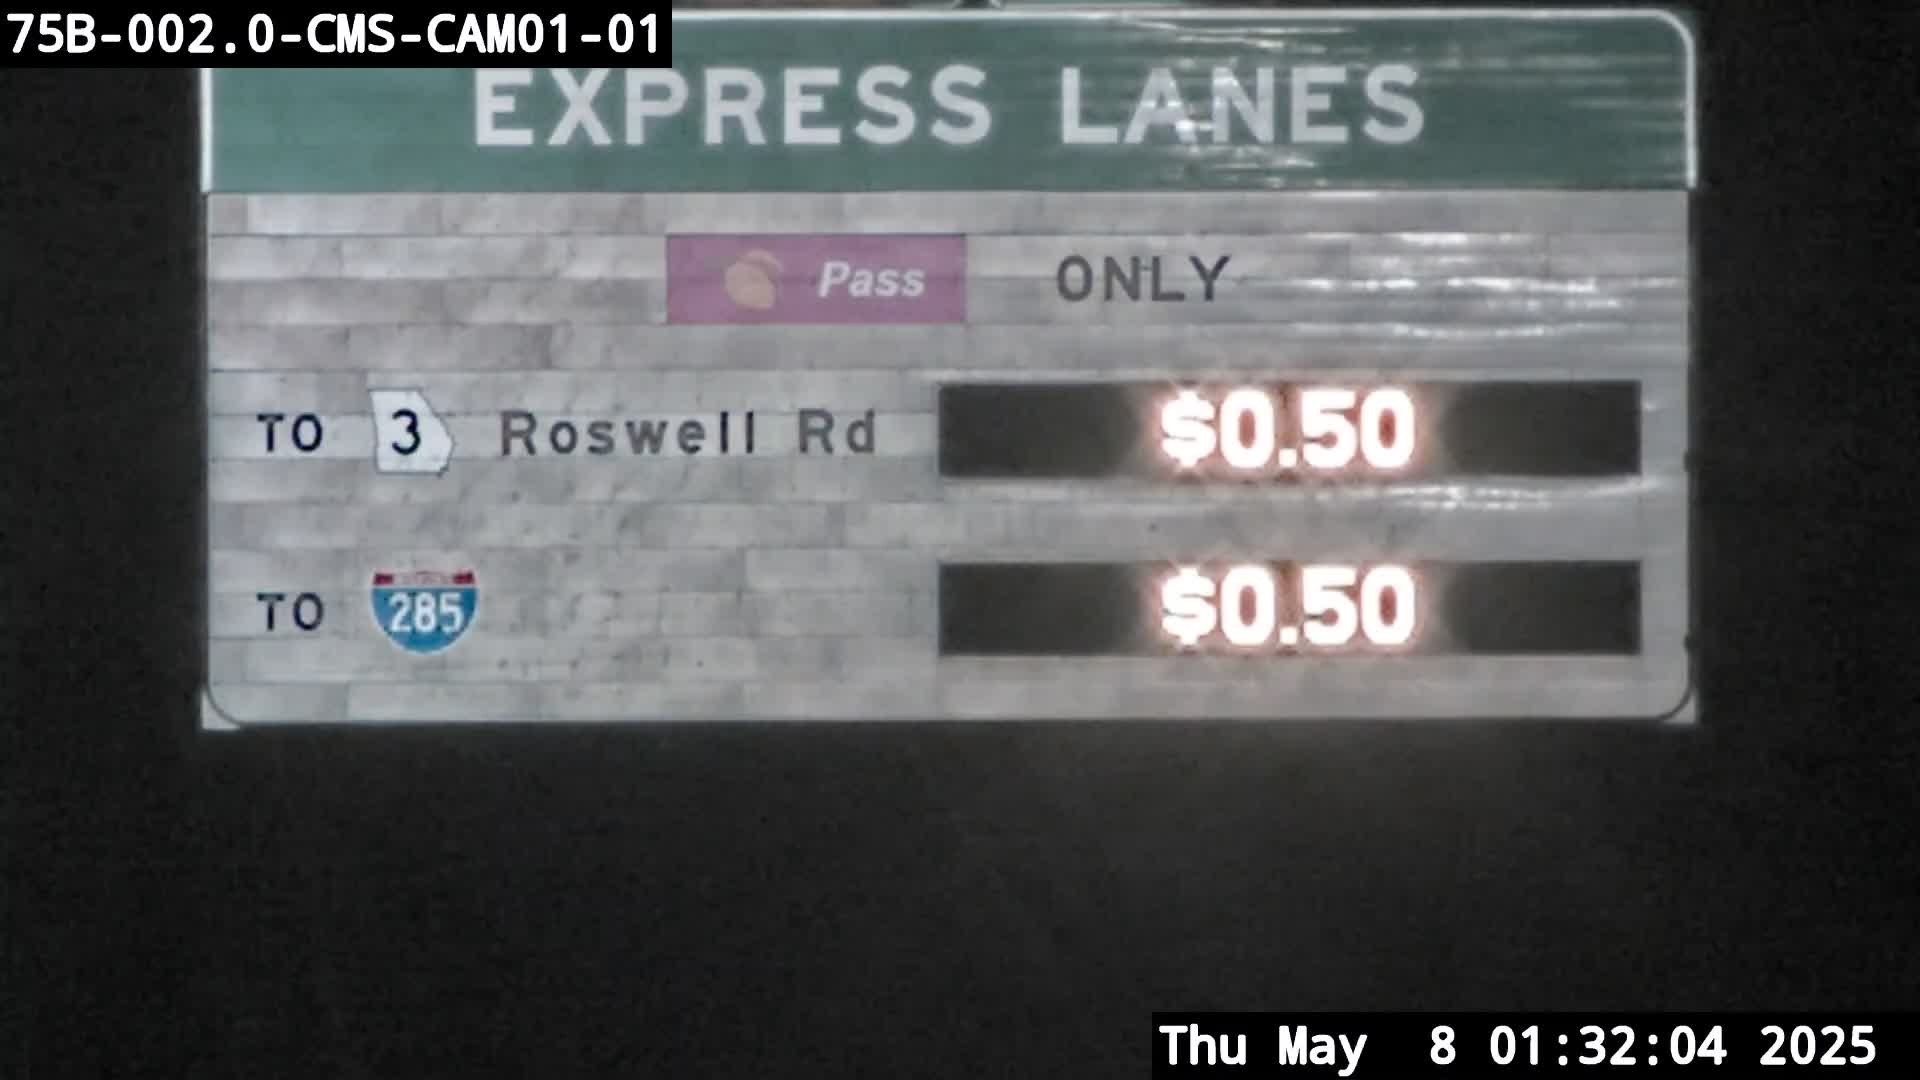 75B-002.0-CMS-CAM01-01
EXPRESS LANES
Pass ONLY
TO 3 Roswell Rd $0.50
TO 285 $0.50
Thu May 8 01:32:04 2025